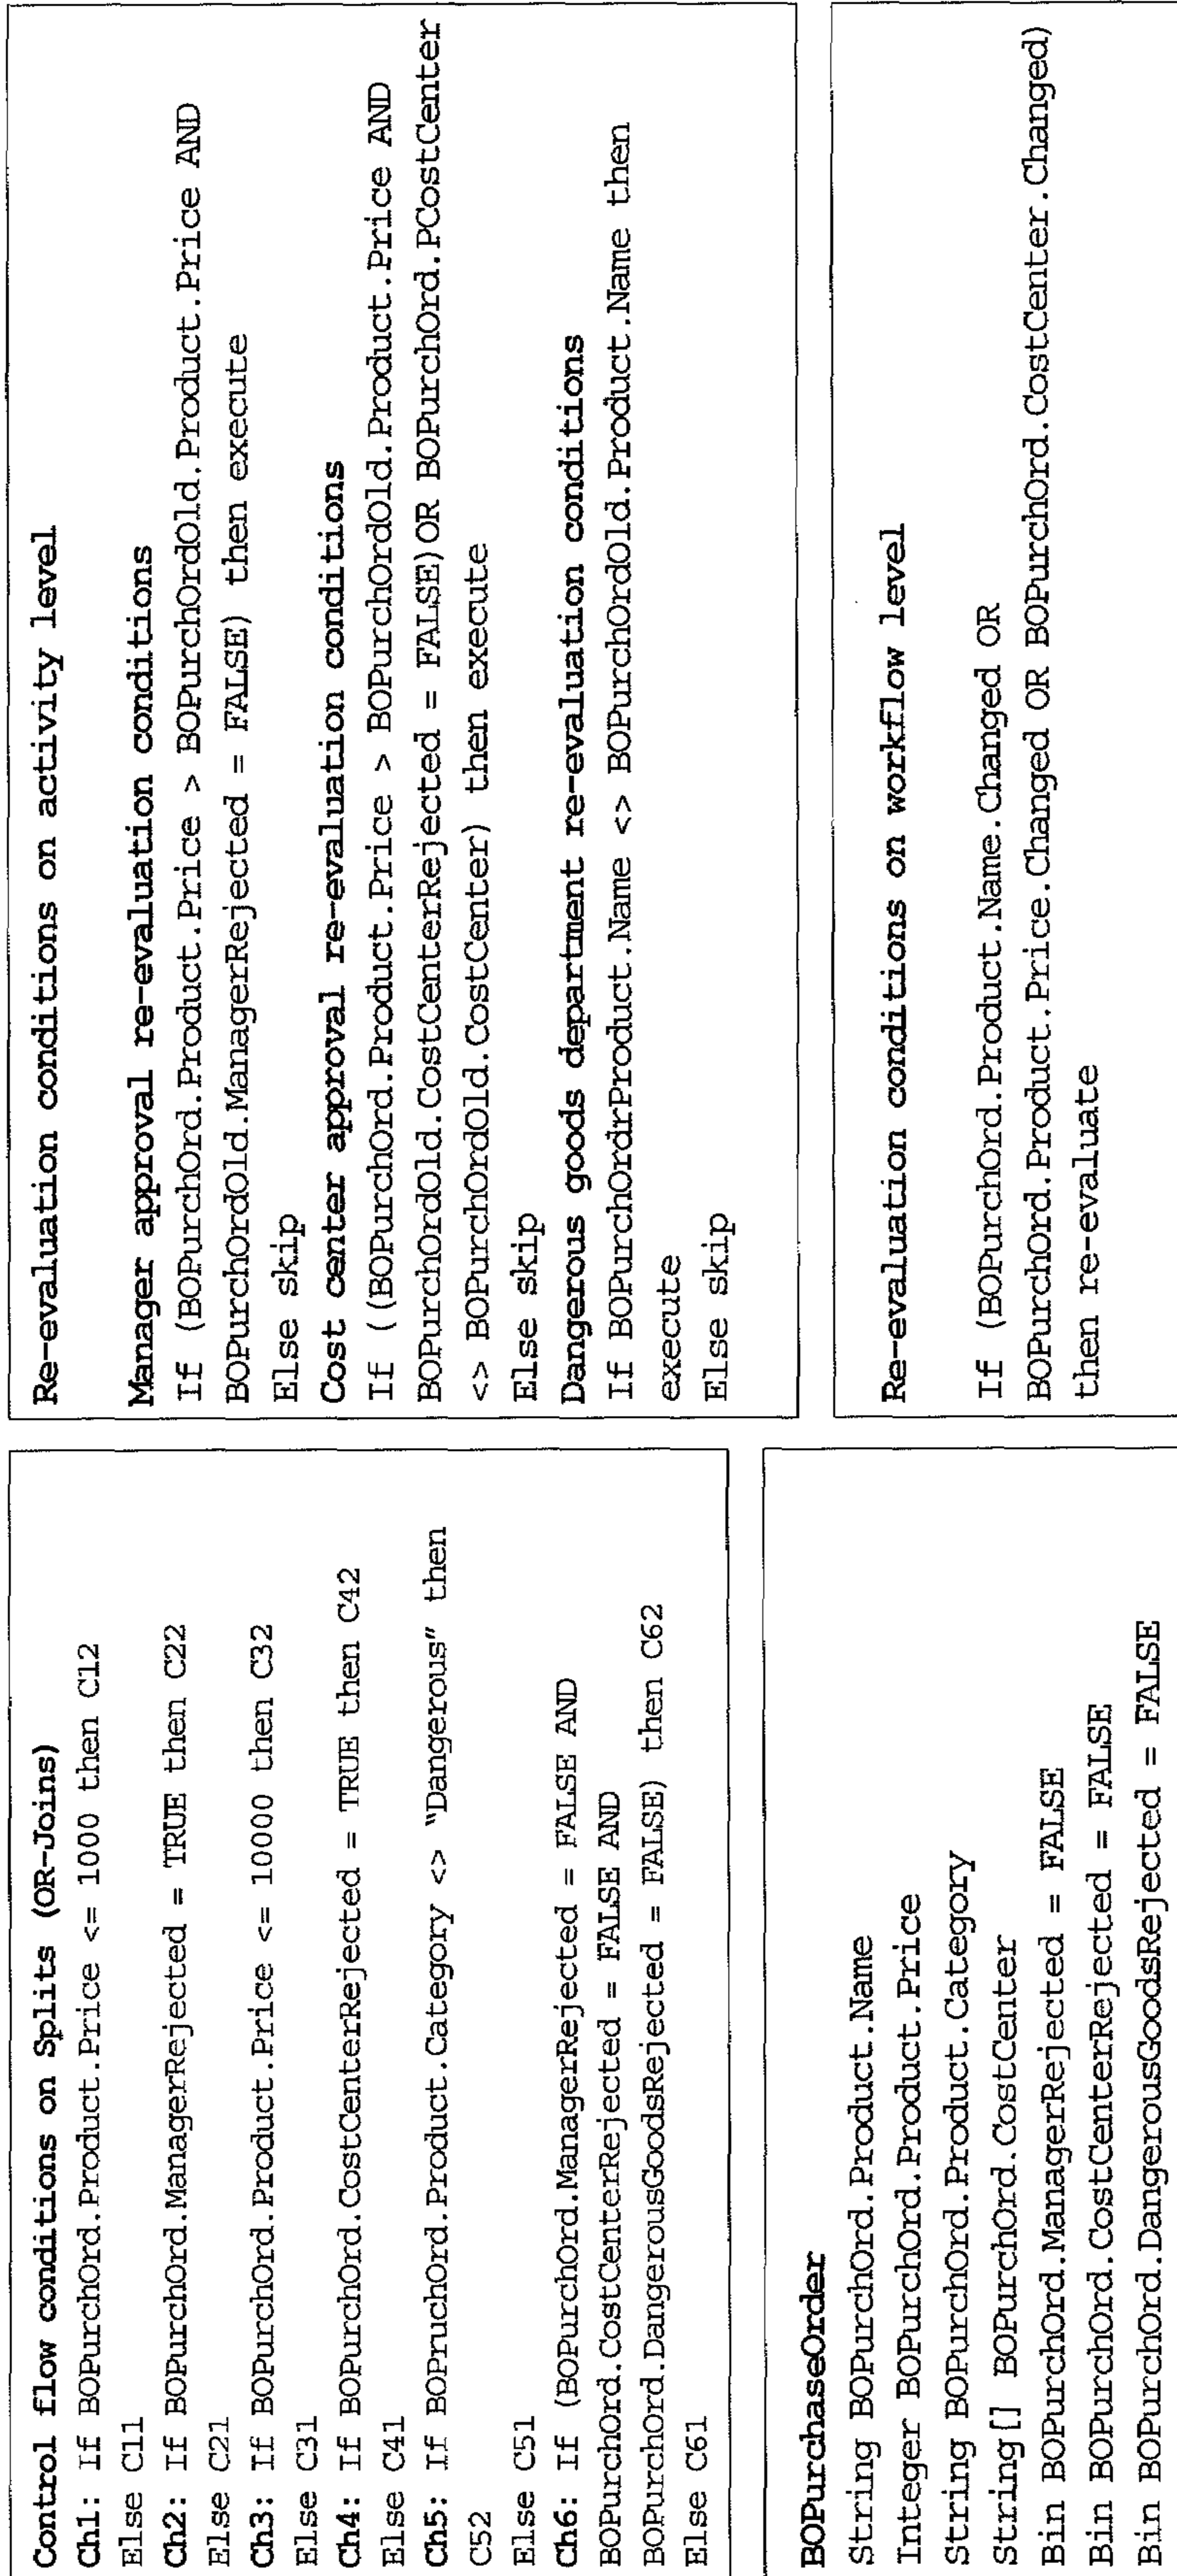 Control flow conditions on Splits (OR-Joins)
Ch1: If BOPurchOrd.Product.Price <= 1000 then C12
Else C11
Ch2: If BOPurchOrd.ManagerRejected = TRUE then C22
Else C21
Ch3: If BOPurchOrd.Product.Price <= 10000 then C32
Else C31
Ch4: If BOPurchOrd.CostCenterRejected = TRUE then C42
Else C41
Ch5: If BOPruchOrd.Product.Category <> "Dangerous" then
C52
Else C51
Ch6: If (BOPurchOrd.ManagerRejected = FALSE AND
BOPurchOrd.CostCenterRejected = FALSE AND
BOPurchOrd.DangerousGoodsRejected = FALSE) then C62
Else C61
BOPurchaseOrder
String BOPurchOrd.Product.Name
Integer BOPurchOrd.Product.Price
String BOPurchOrd.Product.Category
String[] BOPurchOrd.CostCenter
Bin BOPurchOrd.ManagerRejected = FALSE
Bin BOPurchOrd.CostCenterRejected = FALSE
Bin BOPurchOrd.DangerousGoodsRejected = FALSE
Re-evaluation conditions on activity level
Manager approval re-evaluation conditions
If (BOPurchOrd.Product.Price > BOPurchOrdOld.Product.Price AND
BOPurchOrdOld.ManagerRejected = FALSE) then execute
Else skip
Cost center approval re-evaluation conditions
If ((BOPurchOrd.Product.Price > BOPurchOrdOld.Product.Price AND
BOPurchOrdOld.CostCenterRejected = FALSE)OR BOPurchOrd.PCostCenter
<> BOPurchOrdOld.CostCenter) then execute
Else skip
Dangerous goods department re-evaluation conditions
If BOPurchOrdrProduct.Name <> BOPurchOrdOld.Product.Name then
execute
Else skip
Re-evaluation conditions on workflow level
If (BOPurchOrd.Product.Name.Changed OR
BOPurchOrd.Product.Price.Changed OR BOPurchOrd.CostCenter.Changed)
then re-evaluate